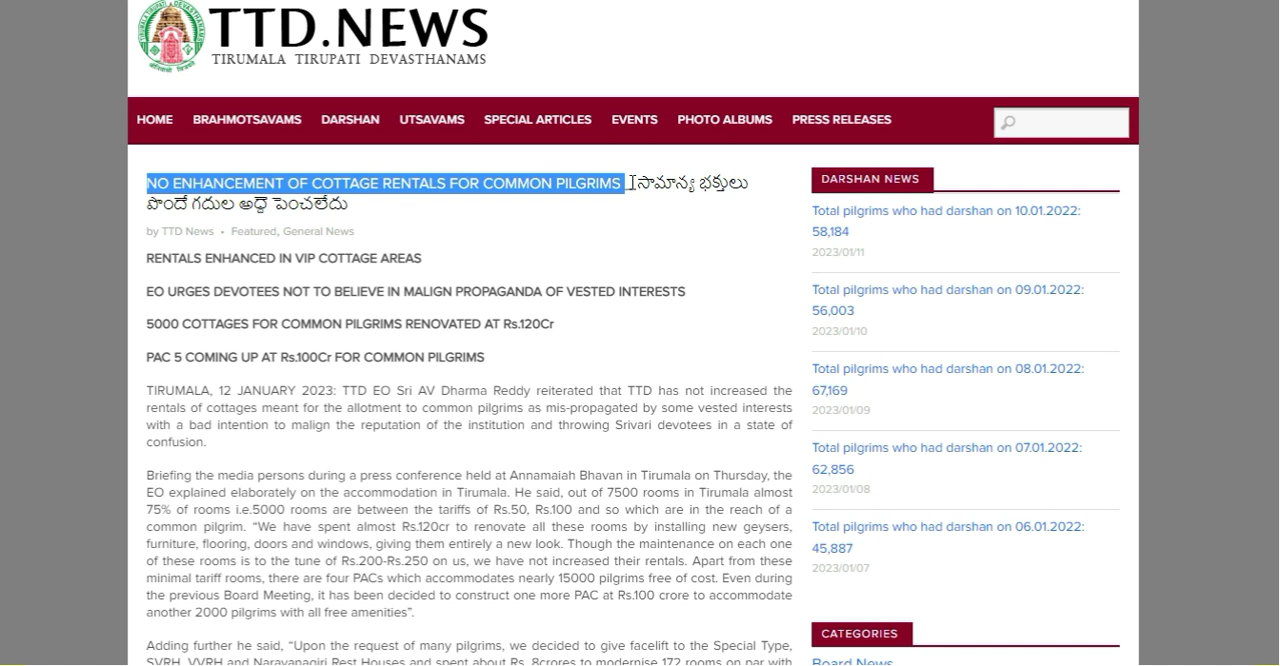 TTD.NEWS
TIRUMALA TIRUPATI DEVASTHANAMS
HOME BRAHMOTSAVAMS DARSHAN UTSAVAMS SPECIAL ARTICLES EVENTS PHOTO ALBUMS PRESS RELEASES
NO ENHANCEMENT OF COTTAGE RENTALS FOR COMMON PILGRIMS _ సామాన్య భక్తులు
పొందే గదుల అద్దె పెంచలేదు
by TTD News • Featured, General News
RENTALS ENHANCED IN VIP COTTAGE AREAS
EO URGES DEVOTEES NOT TO BELIEVE IN MALIGN PROPAGANDA OF VESTED INTERESTS
5000 COTTAGES FOR COMMON PILGRIMS RENOVATED AT Rs.120Cr
PAC 5 COMING UP AT Rs.100Cr FOR COMMON PILGRIMS
TIRUMALA, 12 JANUARY 2023: TTD EO Sri AV Dharma Reddy reiterated that TTD has not increased the
rentals of cottages meant for the allotment to common pilgrims as mis-propagated by some vested interests
with a bad intention to malign the reputation of the institution and throwing Srivari devotees in a state of
confusion.
Briefing the media persons during a press conference held at Annamaiah Bhavan in Tirumala on Thursday, the
EO explained elaborately on the accommodation in Tirumala. He said, out of 7500 rooms in Tirumala almost
75% of rooms i.e.5000 rooms are between the tariffs of Rs.50, Rs.100 and so which are in the reach of a
common pilgrim. “We have spent almost Rs.120cr to renovate all these rooms by installing new geysers,
furniture, flooring, doors and windows, giving them entirely a new look. Though the maintenance on each one
of these rooms is to the tune of Rs.200-Rs.250 on us, we have not increased their rentals. Apart from these
minimal tariff rooms, there are four PACs which accommodates nearly 15000 pilgrims free of cost. Even during
the previous Board Meeting, it has been decided to construct one more PAC at Rs.100 crore to accommodate
another 2000 pilgrims with all free amenities”.
Adding further he said, “Upon the request of many pilgrims, we decided to give facelift to the Special Type,
SVRH, VVRH and Narayanagiri Rest Houses and spent about Rs. 8crores to modernise 172 rooms on par with
DARSHAN NEWS
Total pilgrims who had darshan on 10.01.2022:
58,184
2023/01/11
Total pilgrims who had darshan on 09.01.2022:
56,003
2023/01/10
Total pilgrims who had darshan on 08.01.2022:
67,169
2023/01/09
Total pilgrims who had darshan on 07.01.2022:
62,856
2023/01/08
Total pilgrims who had darshan on 06.01.2022:
45,887
2023/01/07
CATEGORIES
Board News